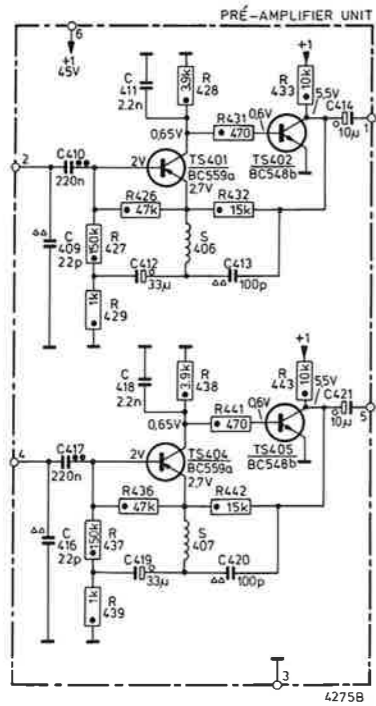 PRÉ-AMPLIFIER UNIT
6
+1
45V
C
411
2.2n
3.9k
R
428
+1
R
433
10k
5,5V
C414
10µ
1
R431
470
0,6V
0,65V
2
C410
220n
2V
TS401
BC559a
2,7V
TS402
BC548b
R426
47k
R432
15k
C
409
22p
150k
R
427
S
406
C412
33µ
C413
100p
1k
R
429
C
418
2.2n
3.9k
R
438
+1
R
443
10k
5,5V
C421
10µ
5
R441
470
0,6V
0,65V
4
C417
220n
2V
TS404
BC559a
2,7V
TS405
BC548b
R436
47k
R442
15k
C
416
22p
150k
R
437
S
407
C419
33µ
C420
100p
1k
R
439
3
4275B